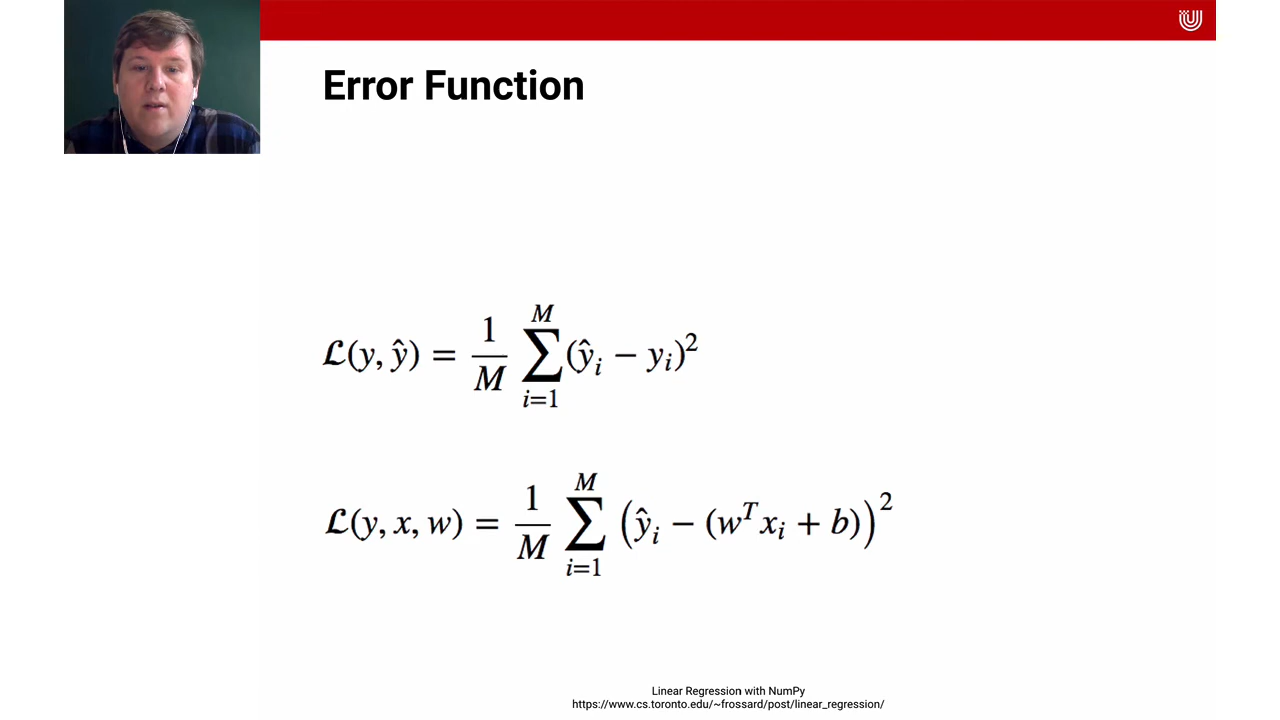 Error Function
ℒ(y, ŷ) = 1/M ∑_{i=1}^{M} (ŷ_i − y_i)^2
ℒ(y, x, w) = 1/M ∑_{i=1}^{M} (ŷ_i − (w^T x_i + b))^2
Linear Regression with NumPy
https://www.cs.toronto.edu/~frossard/post/linear_regression/